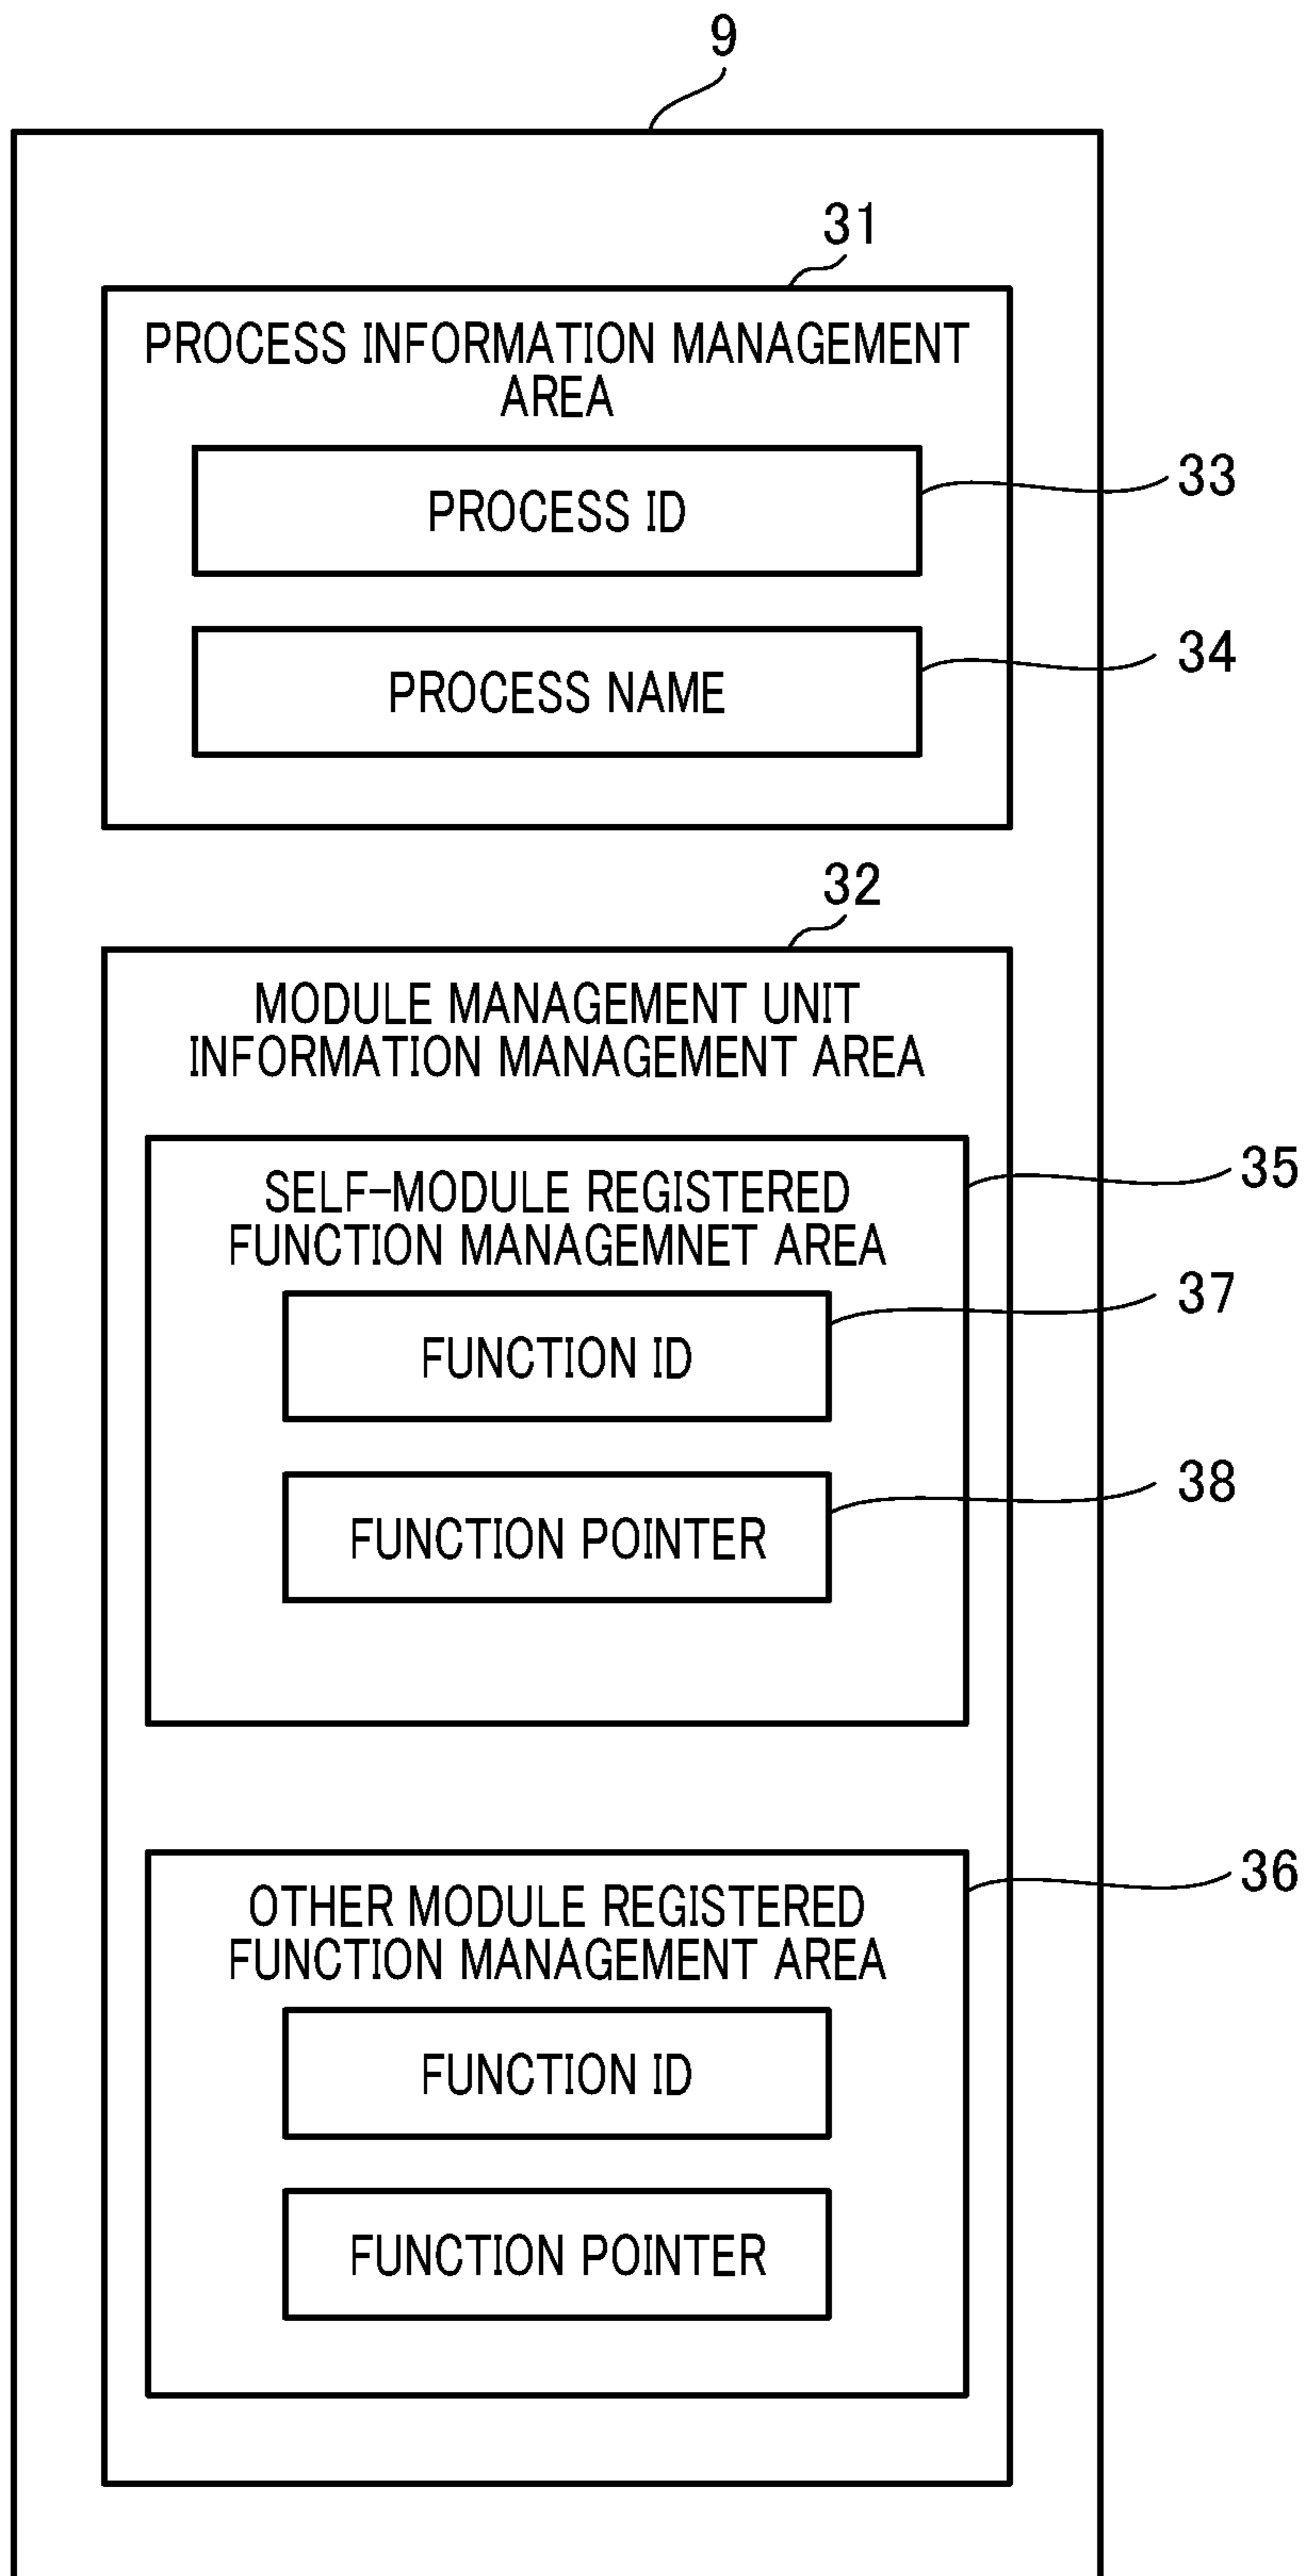 9
31
PROCESS INFORMATION MANAGEMENT
AREA
PROCESS ID
33
PROCESS NAME
34
32
MODULE MANAGEMENT UNIT
INFORMATION MANAGEMENT AREA
SELF-MODULE REGISTERED
FUNCTION MANAGEMNET AREA
35
FUNCTION ID
37
FUNCTION POINTER
38
OTHER MODULE REGISTERED
FUNCTION MANAGEMENT AREA
36
FUNCTION ID
FUNCTION POINTER